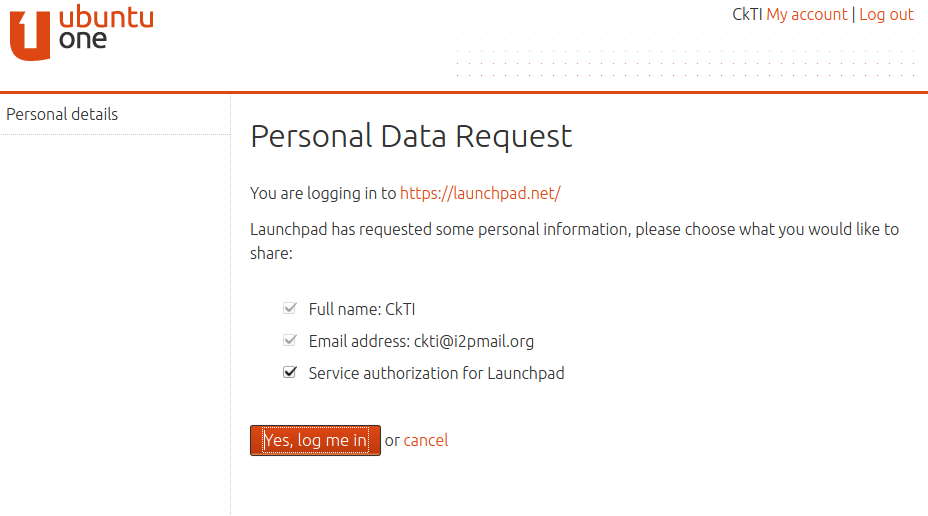 ubuntu
one
CkTI My account | Log out
Personal details
Personal Data Request
You are logging in to https://launchpad.net/
Launchpad has requested some personal information, please choose what you would like to
share:
Full name: CkTI
Email address: ckti@i2pmail.org
Service authorization for Launchpad
Yes, log me in or cancel